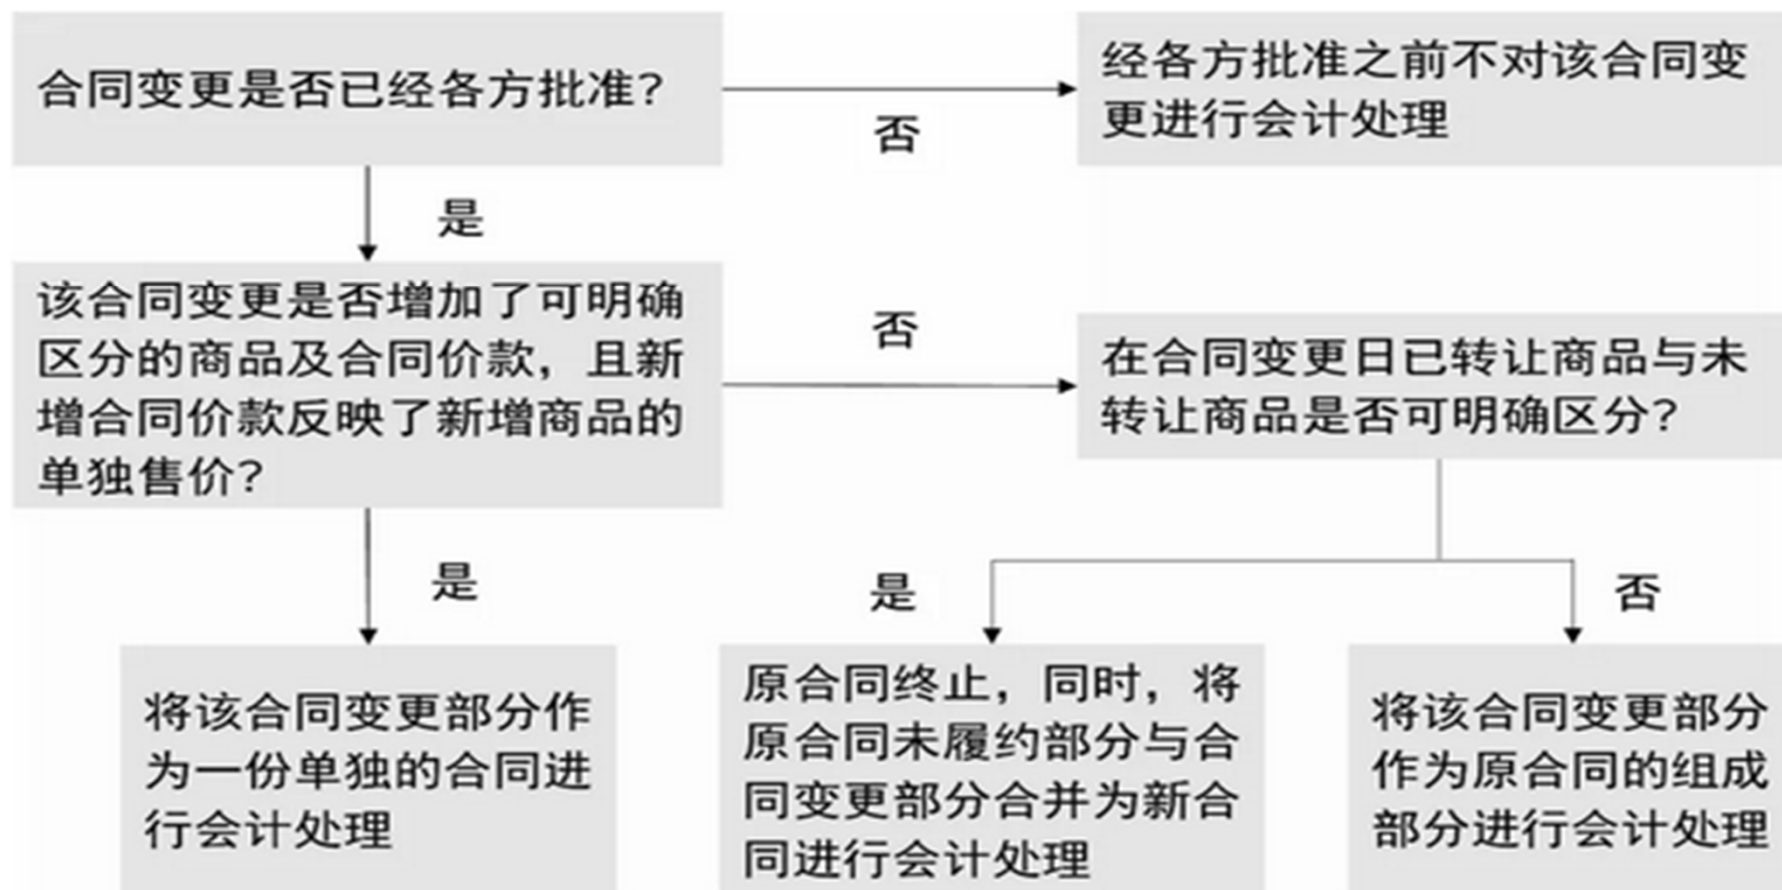 合同变更是否已经各方批准?
否
经各方批准之前不对该合同变
更进行会计处理
是
该合同变更是否增加了可明确
区分的商品及合同价款，且新
增合同价款反映了新增商品的
单独售价?
否
在合同变更日已转让商品与未
转让商品是否可明确区分?
是
将该合同变更部分作
为一份单独的合同进
行会计处理
是
原合同终止，同时，将
原合同未履约部分与合
同变更部分合并为新合
同进行会计处理
否
将该合同变更部分
作为原合同的组成
部分进行会计处理